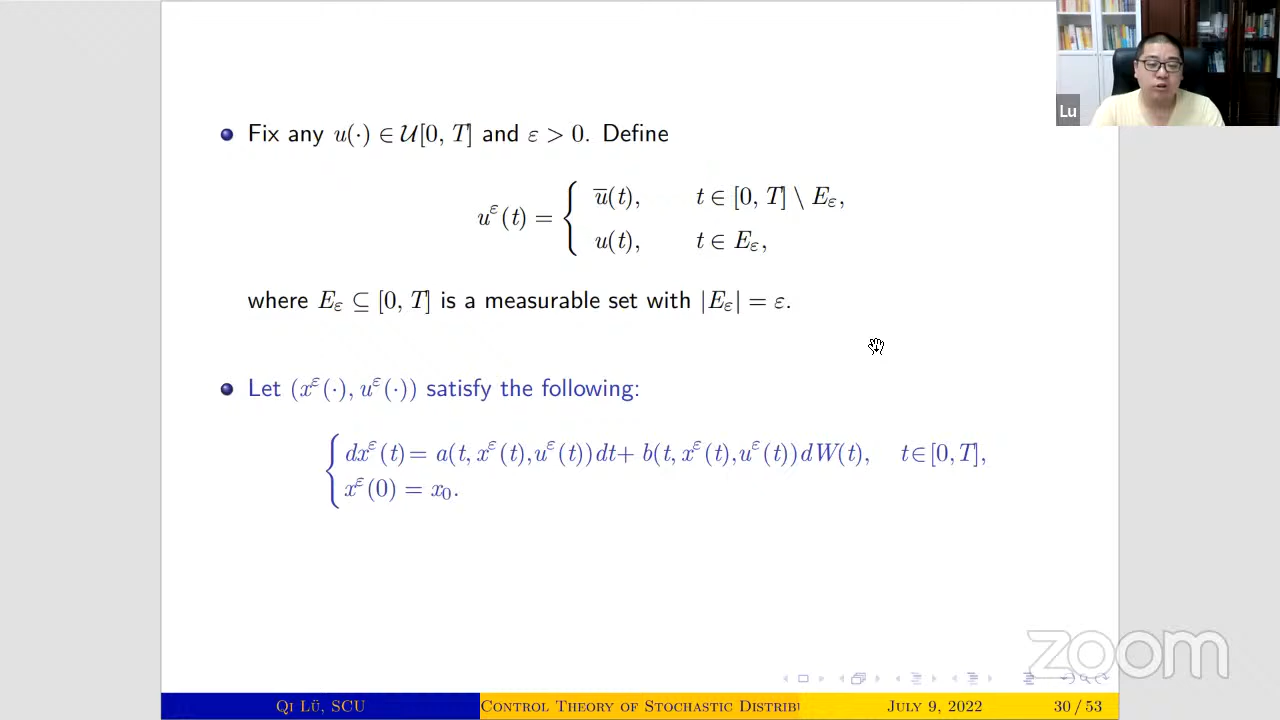 Fix any u(·) ∈ 𝒰[0, T] and ε > 0. Define
u^ε(t) = { u̅(t), t ∈ [0, T] \ E_ε,
u(t), t ∈ E_ε,
where E_ε ⊆ [0, T] is a measurable set with |E_ε| = ε.
Let (x^ε(·), u^ε(·)) satisfy the following:
{ dx^ε(t) = a(t, x^ε(t), u^ε(t))dt + b(t, x^ε(t), u^ε(t))dW(t), t ∈ [0, T],
x^ε(0) = x_0.
Lu
zoom
Qi Lü, SCU
Control Theory of Stochastic Distribu
July 9, 2022
30 / 53